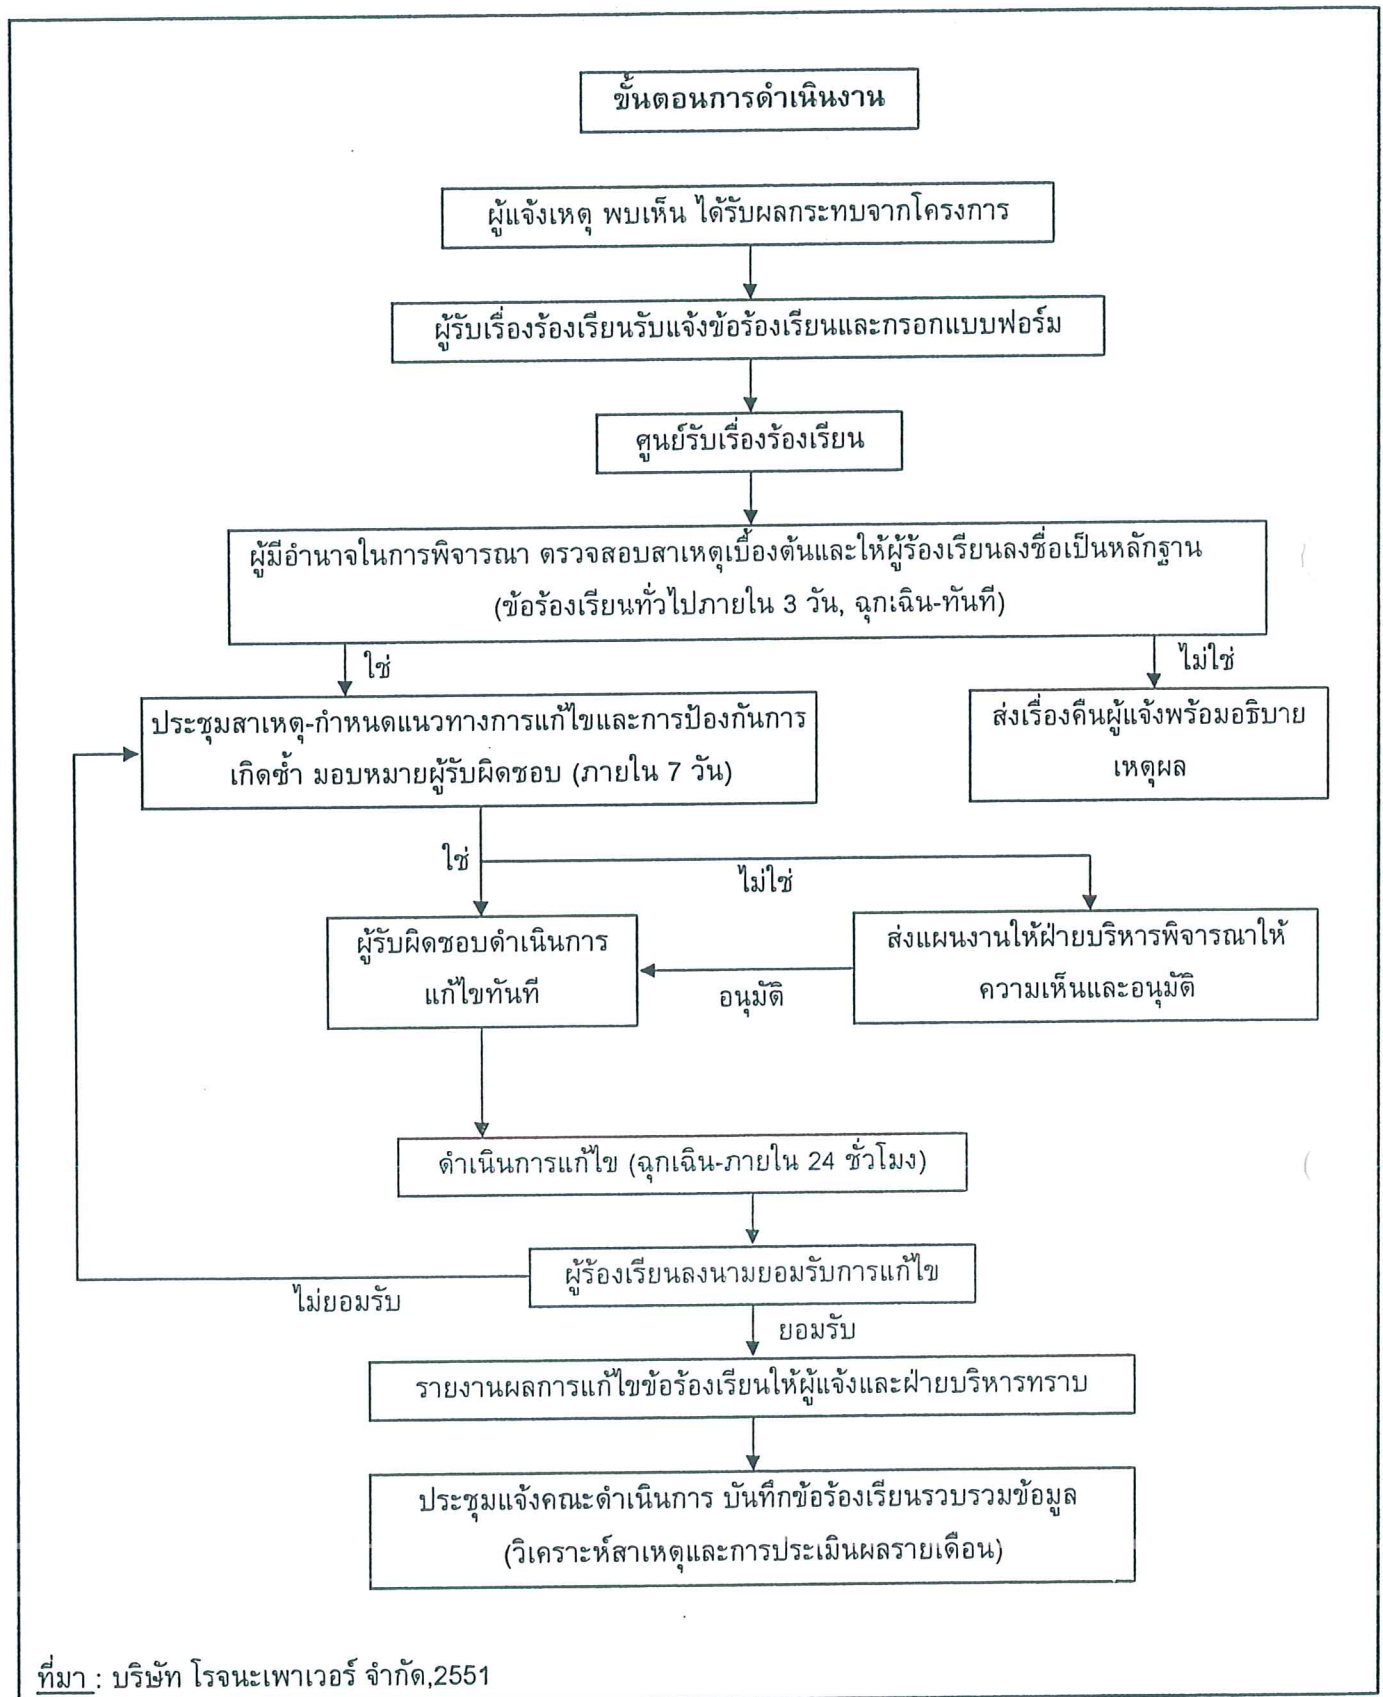 ขั้นตอนการดำเนินงาน
ผู้แจ้งเหตุ พบเห็น ได้รับผลกระทบจากโครงการ
ผู้รับเรื่องร้องเรียนรับแจ้งข้อร้องเรียนและกรอกแบบฟอร์ม
ศูนย์รับเรื่องร้องเรียน
ผู้มีอำนาจในการพิจารณา ตรวจสอบสาเหตุเบื้องต้นและให้ผู้ร้องเรียนลงชื่อเป็นหลักฐาน
(ข้อร้องเรียนทั่วไปภายใน 3 วัน, ฉุกเฉิน-ทันที)
ใช่
ไม่ใช่
ประชุมสาเหตุ-กำหนดแนวทางการแก้ไขและการป้องกันการ
เกิดซ้ำ มอบหมายผู้รับผิดชอบ (ภายใน 7 วัน)
ส่งเรื่องคืนผู้แจ้งพร้อมอธิบาย
เหตุผล
ใช่
ไม่ใช่
ผู้รับผิดชอบดำเนินการ
แก้ไขทันที
อนุมัติ
ส่งแผนงานให้ฝ่ายบริหารพิจารณาให้
ความเห็นและอนุมัติ
ดำเนินการแก้ไข (ฉุกเฉิน-ภายใน 24 ชั่วโมง)
ผู้ร้องเรียนลงนามยอมรับการแก้ไข
ไม่ยอมรับ
ยอมรับ
รายงานผลการแก้ไขข้อร้องเรียนให้ผู้แจ้งและฝ่ายบริหารทราบ
ประชุมแจ้งคณะดำเนินการ บันทึกข้อร้องเรียนรวบรวมข้อมูล
(วิเคราะห์สาเหตุและการประเมินผลรายเดือน)
ที่มา : บริษัท โรจนะเพาเวอร์ จำกัด,2551